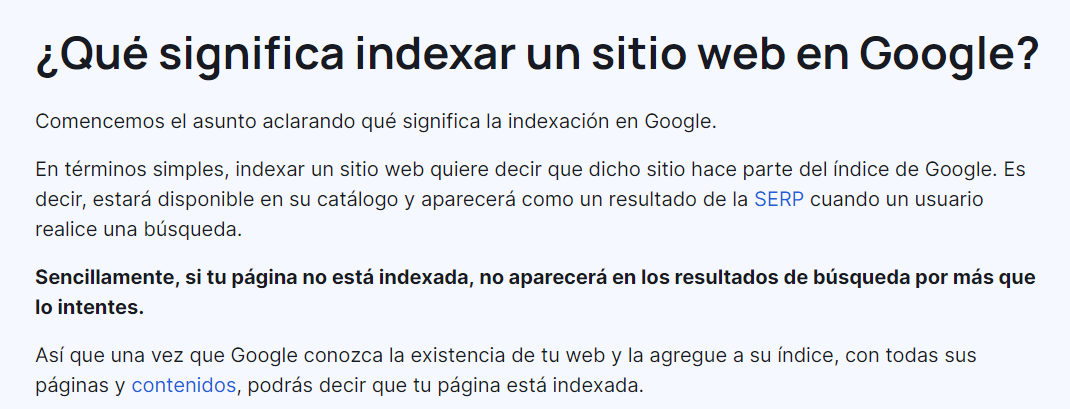 ¿Qué significa indexar un sitio web en Google?
Comencemos el asunto aclarando qué significa la indexación en Google.
En términos simples, indexar un sitio web quiere decir que dicho sitio hace parte del índice de Google. Es
decir, estará disponible en su catálogo y aparecerá como un resultado de la SERP cuando un usuario
realice una búsqueda.
Sencillamente, si tu página no está indexada, no aparecerá en los resultados de búsqueda por más que
lo intentes.
Así que una vez que Google conozca la existencia de tu web y la agregue a su índice, con todas sus
páginas y contenidos, podrás decir que tu página está indexada.